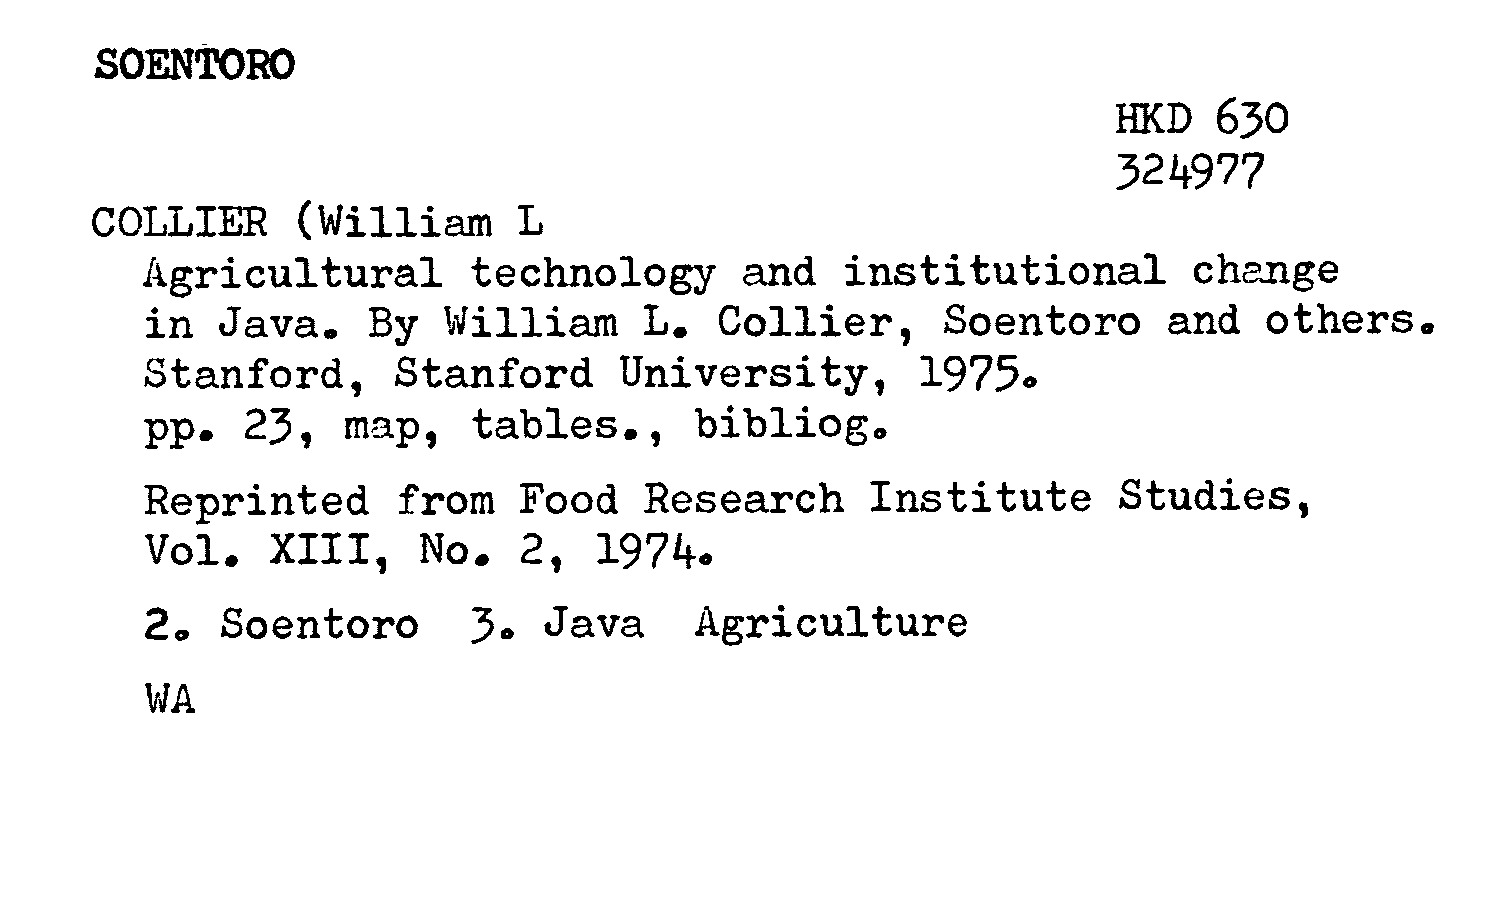 SOENTORO
HKD 630
324977
COLLIER (William L
Agricultural technology and institutional change
in Java. By William L. Collier, Soentoro and others.
Stanford, Stanford University, 1975.
pp. 23, map, tables., bibliog.
Reprinted from Food Research Institute Studies,
Vol. XIII, No. 2, 1974.
2. Soentoro 3. Java Agriculture
WA